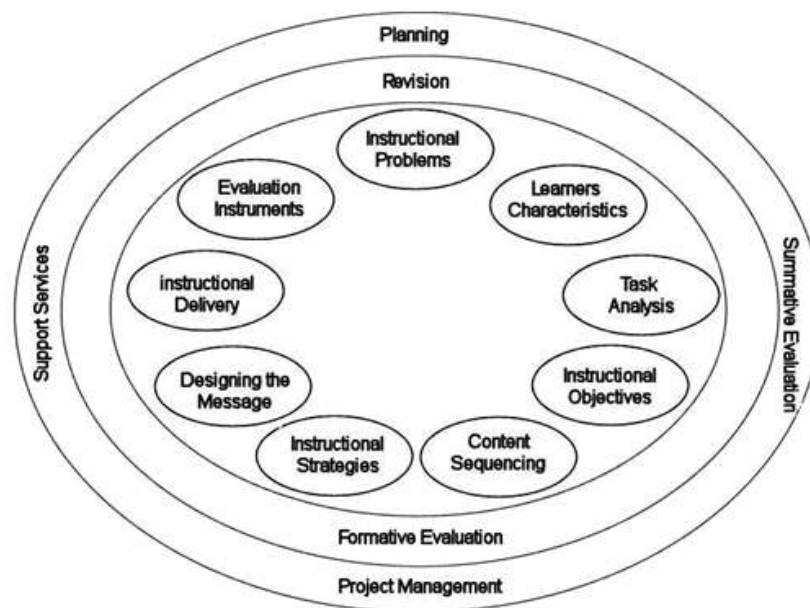 Planning
Revision
Instructional
Problems
Evaluation
Instruments
Learners
Characteristics
instructional
Delivery
Task
Analysis
Support Services
Summative Evaluation
Designing the
Message
Instructional
Objectives
Instructional
Strategies
Content
Sequencing
Formative Evaluation
Project Management